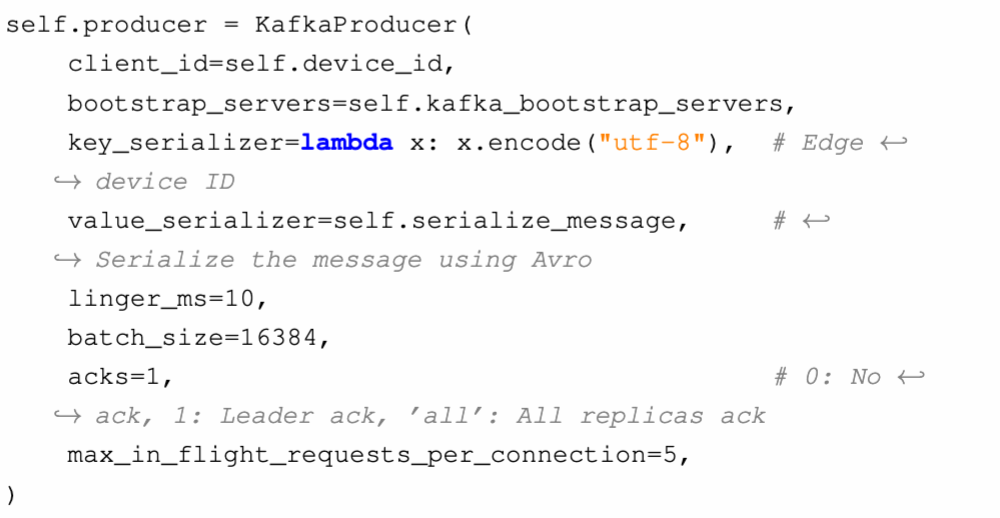 self.producer = KafkaProducer(
    client_id=self.device_id,
    bootstrap_servers=self.kafka_bootstrap_servers,
    key_serializer=lambda x: x.encode("utf-8"),  # Edge ↩
   ↪ device ID
    value_serializer=self.serialize_message,     # ↩
   ↪ Serialize the message using Avro
    linger_ms=10,
    batch_size=16384,
    acks=1,                                      # 0: No ↩
   ↪ ack, 1: Leader ack, 'all': All replicas ack
    max_in_flight_requests_per_connection=5,
)